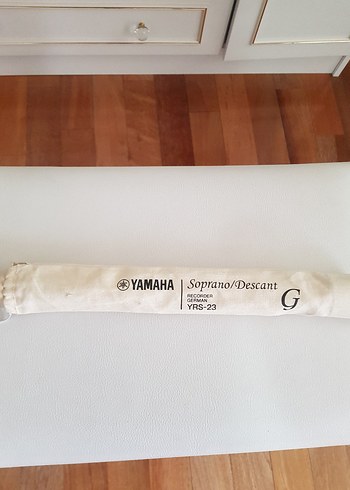 YAMAHA
Soprano/Descant
RECORDER
GERMAN
YRS-23
G